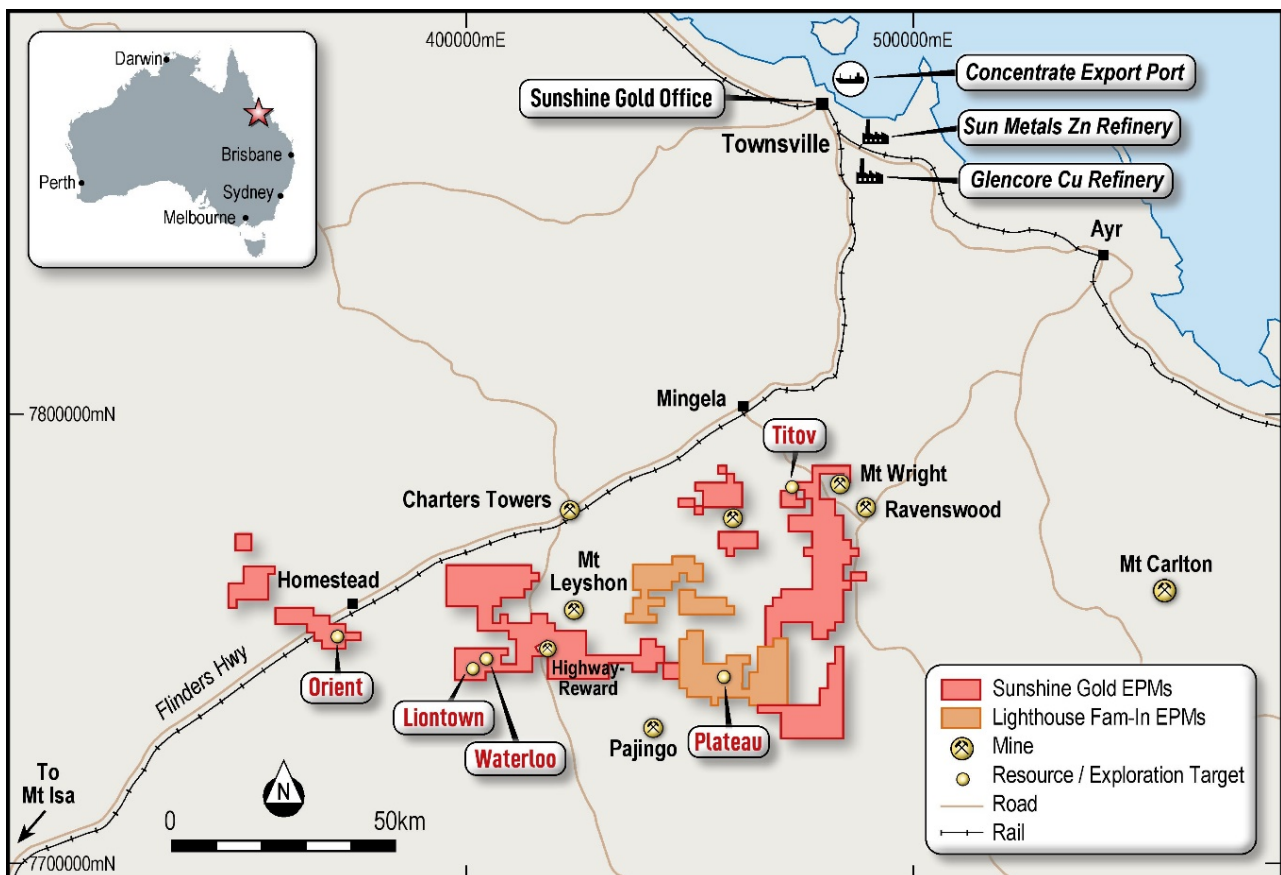 400000mE
500000mE
Darwin
Brisbane
Perth
Sydney
Melbourne
Concentrate Export Port
Sunshine Gold Office
Sun Metals Zn Refinery
Townsville
Glencore Cu Refinery
Ayr
7800000mN
Mingela
Titov
Mt Wright
Charters Towers
Ravenswood
Mt
Leyshon
Mt Carlton
Homestead
Highway-
Reward
Orient
Flinders Hwy
Liontown
Waterloo
Pajingo
Plateau
To
Mt Isa
N
0
50km
7700000mN
Sunshine Gold EPMs
Lighthouse Fam-In EPMs
Mine
Resource / Exploration Target
Road
Rail